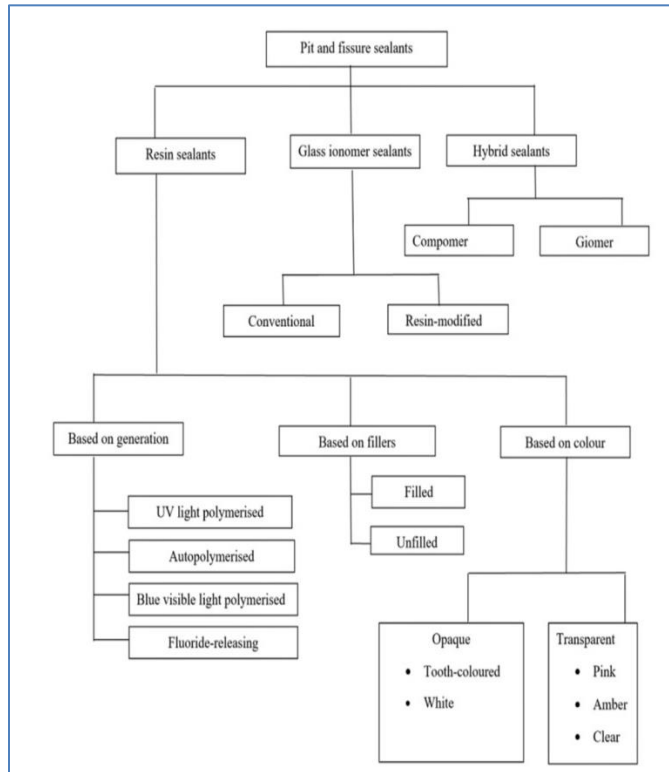 Pit and fissure sealants
Resin sealants
Glass ionomer sealants
Hybrid sealants
Compomer
Giomer
Conventional
Resin-modified
Based on generation
Based on fillers
Based on colour
UV light polymerised
Autopolymerised
Blue visible light polymerised
Fluoride-releasing
Filled
Unfilled
Opaque
• Tooth-coloured
• White
Transparent
• Pink
• Amber
• Clear